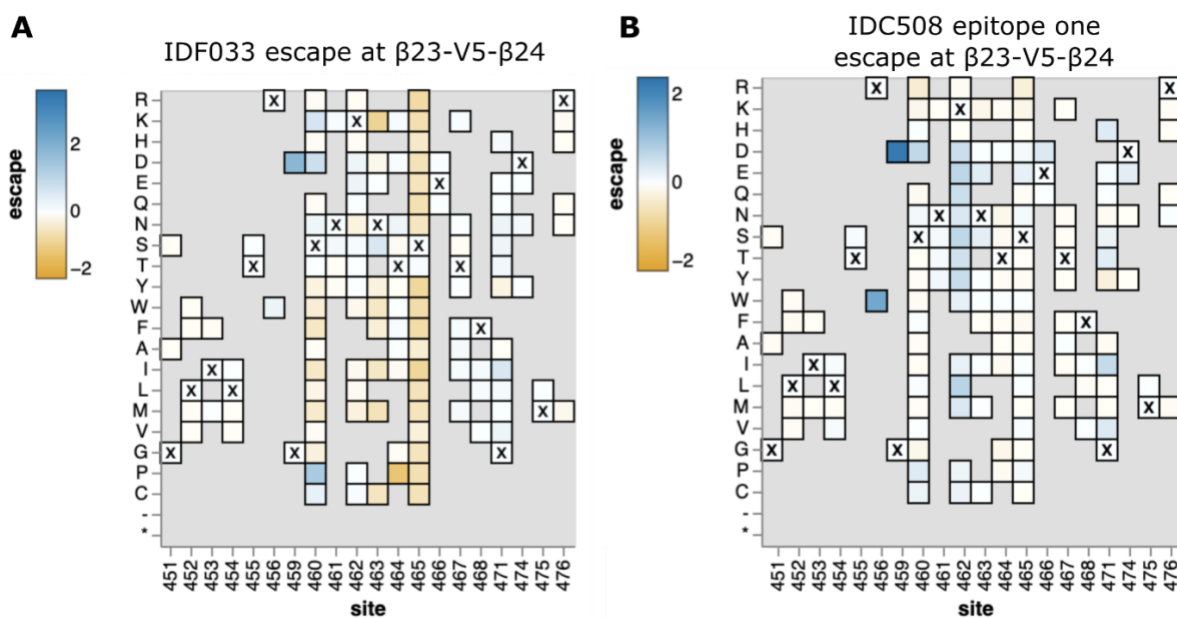 A
IDF033 escape at β23-V5-β24
escape
2
0
−2
R
K
H
D
E
Q
N
S
T
Y
W
F
A
I
L
M
V
G
P
C
-
*
X X
X
X
X
X X
X X
X X X
X
X
X X
X
X X X
451 452 453 454 455 456 459 460 461 462 463 464 465 466 467 468 471 474 475 476
site
B
IDC508 epitope one
escape at β23-V5-β24
escape
2
0
−2
R
K
H
D
E
Q
N
S
T
Y
W
F
A
I
L
M
V
G
P
C
-
*
X X
X
X
X
X X
X X
X X X
X
X
X X
X
X X X
451 452 453 454 455 456 459 460 461 462 463 464 465 466 467 468 471 474 475 476
site